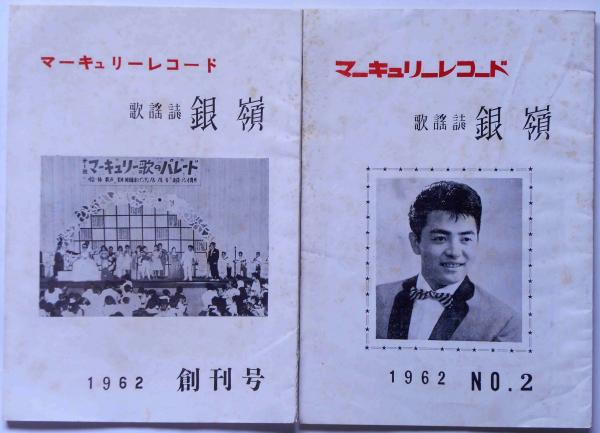 マーキュリーレコード
歌謡誌 銀嶺
マーキュリー歌のパレード
1962 創刊号
マーキュリーレコード
歌謡誌 銀嶺
1962 NO.2